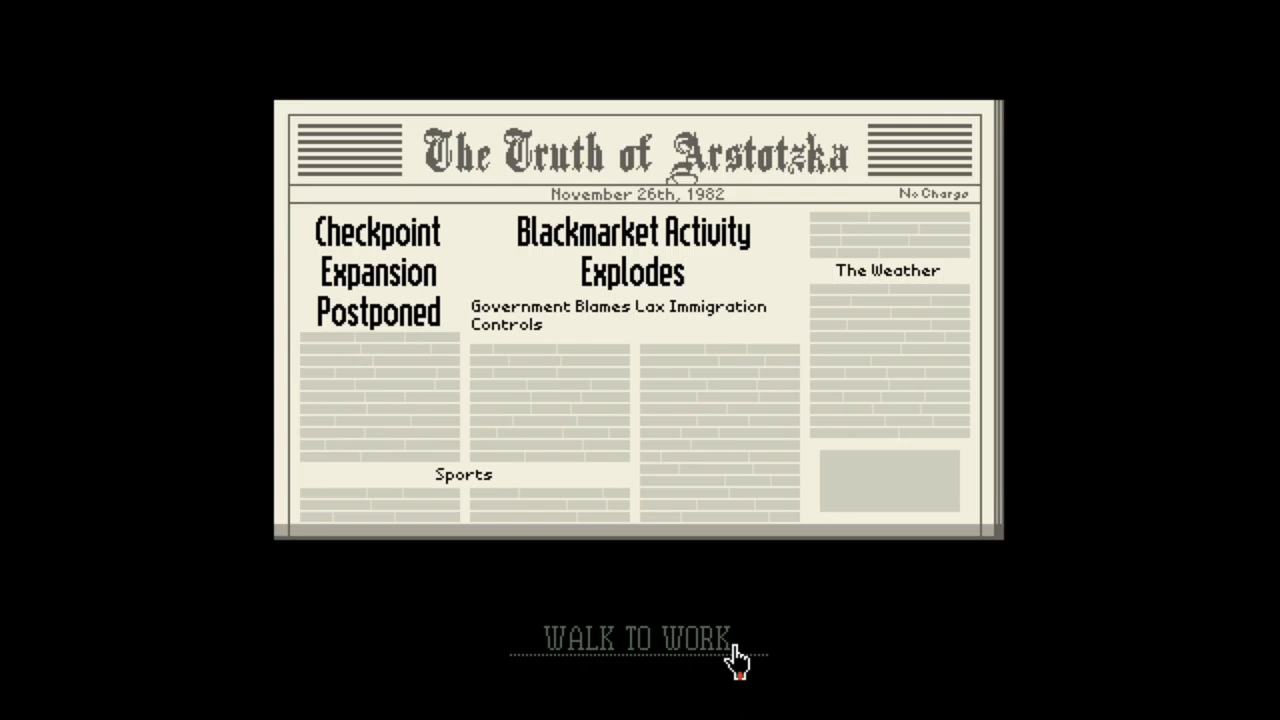 The Truth of Arstotzka
November 26th, 1982
No Charge
Checkpoint
Expansion
Postponed
Blackmarket Activity
Explodes
Government Blames Lax Immigration
Controls
The Weather
Sports
WALK TO WORK